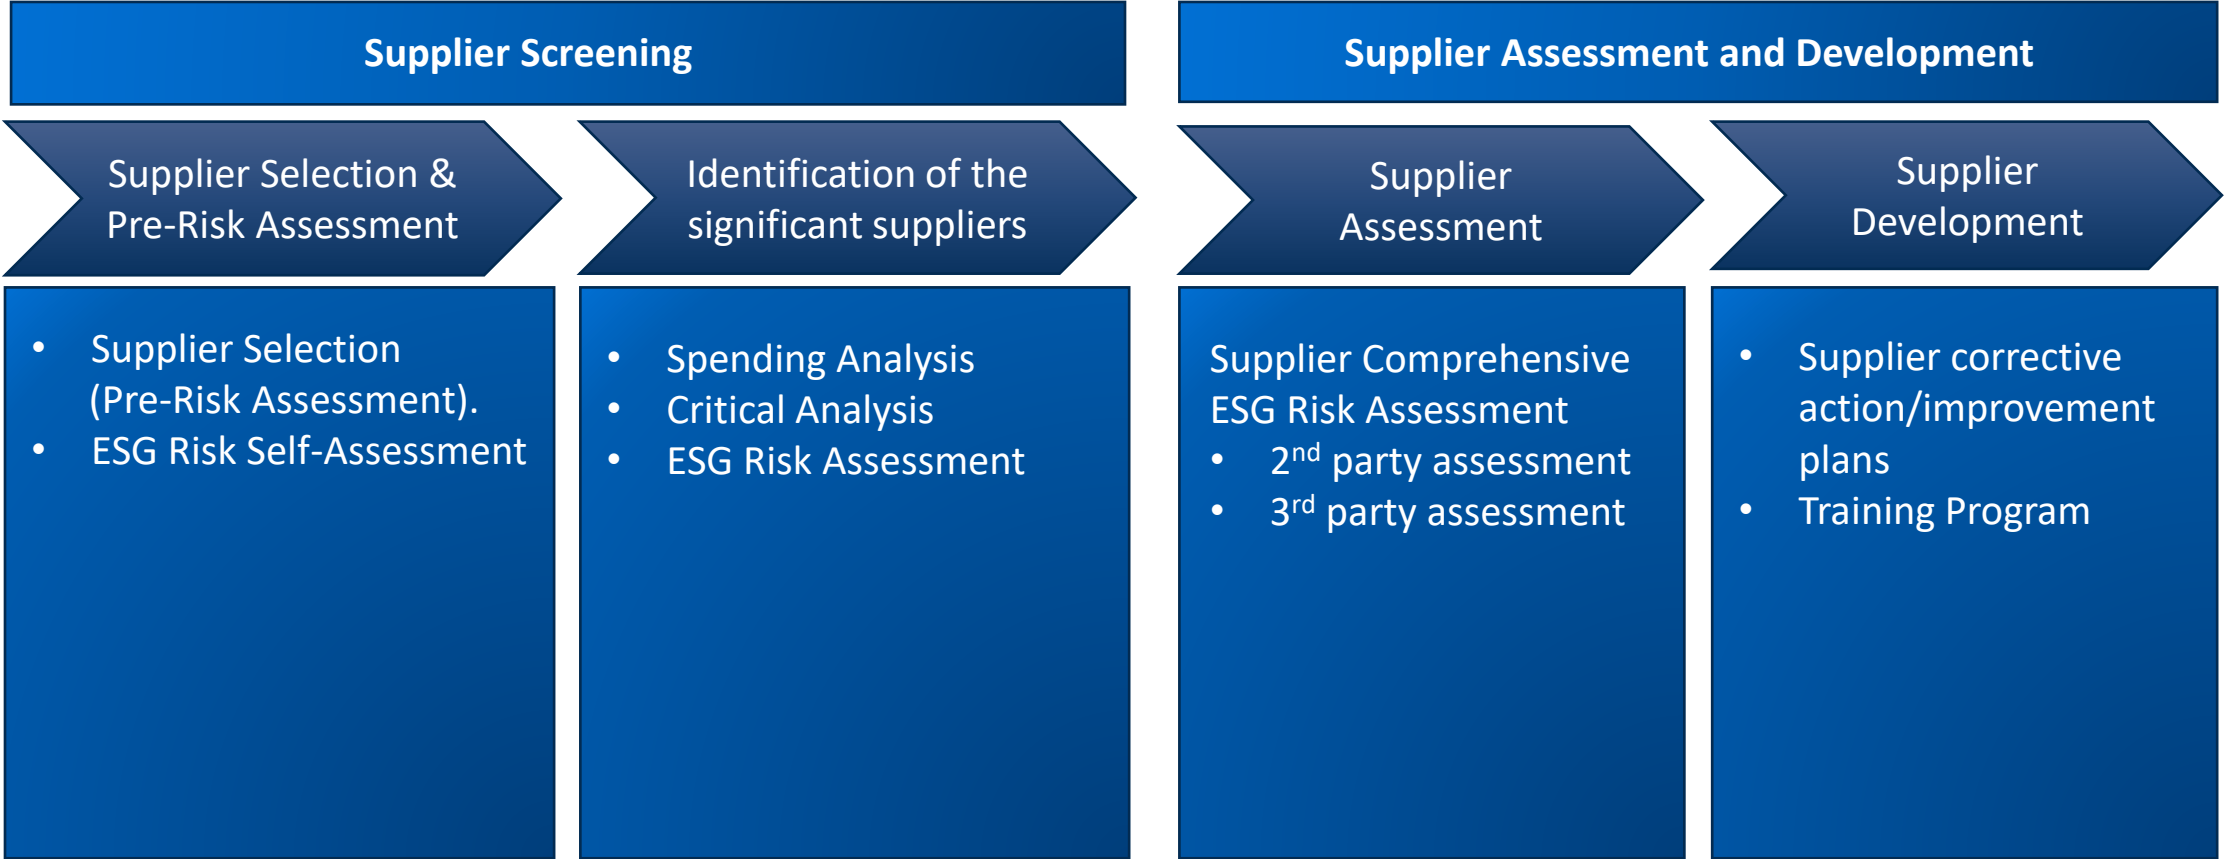 Supplier Screening
Supplier Assessment and Development
Supplier Selection &
Pre-Risk Assessment
Identification of the
significant suppliers
Supplier
Assessment
Supplier
Development
• Supplier Selection
(Pre-Risk Assessment).
• ESG Risk Self-Assessment
• Spending Analysis
• Critical Analysis
• ESG Risk Assessment
Supplier Comprehensive
ESG Risk Assessment
• 2nd party assessment
• 3rd party assessment
• Supplier corrective
action/improvement
plans
• Training Program